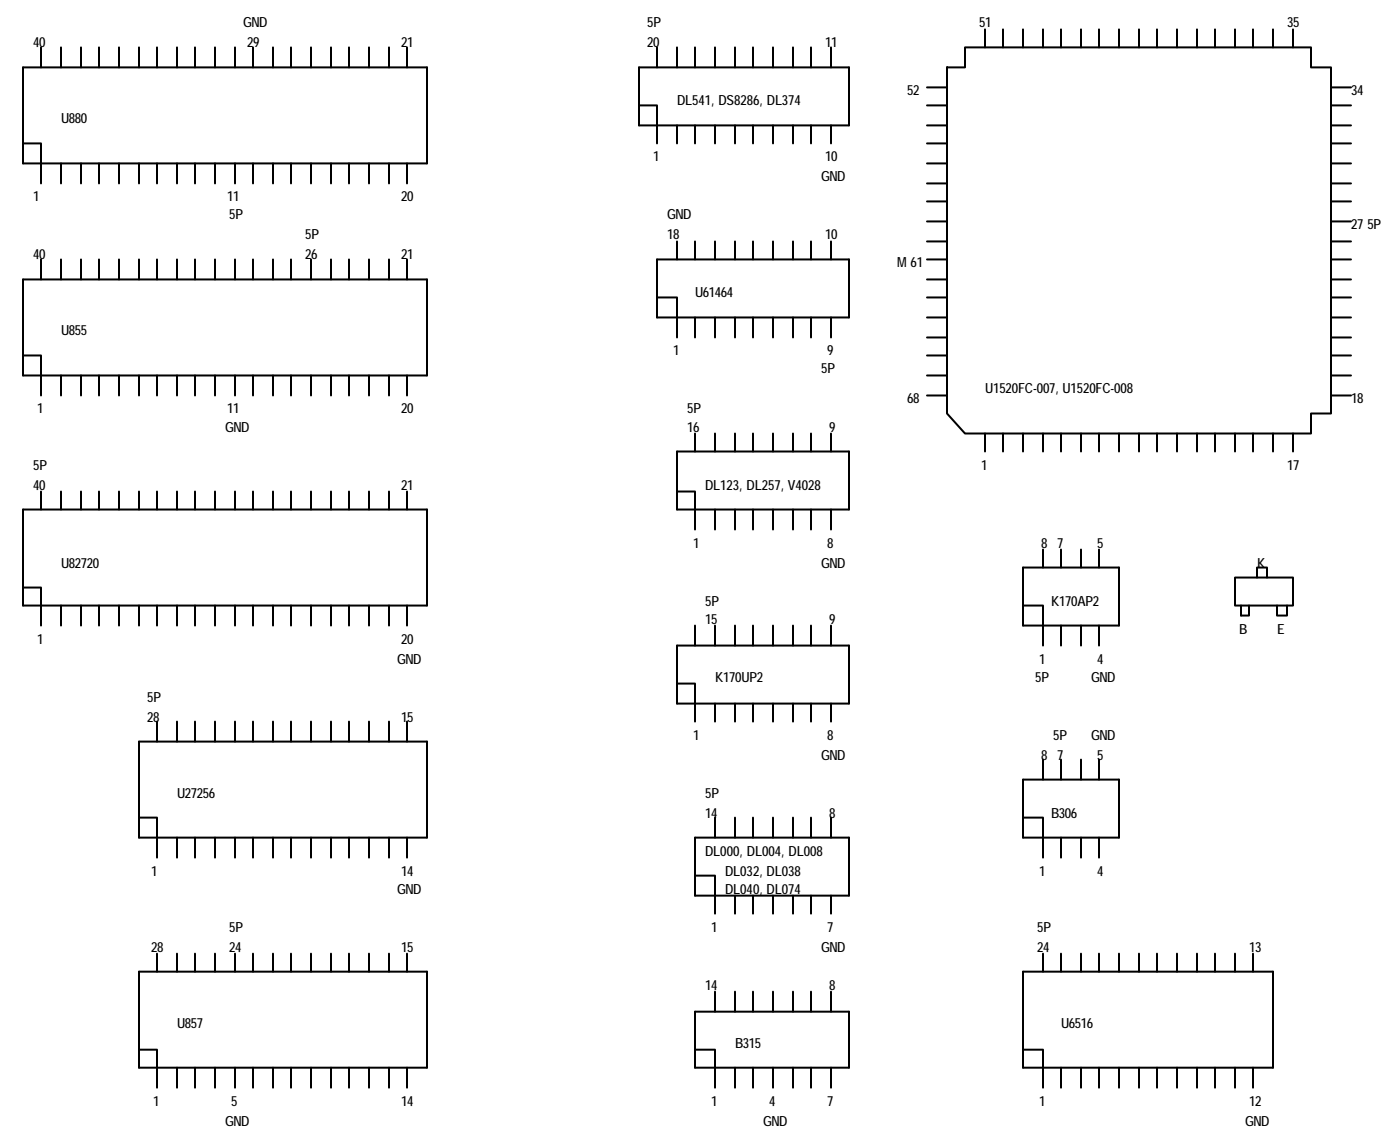 GND
40 29 21
U880
1 11 20
5P
5P
40 26 21
U855
1 11 20
GND
5P
40 21
U82720
1 20
GND
5P
28 15
U27256
1 14
GND
5P
28 24 15
U857
1 5 14
GND
5P
20 11
DL541, DS8286, DL374
1 10
GND
GND
18 10
U61464
1 9
5P
5P
16 9
DL123, DL257, V4028
1 8
GND
5P
15 9
K170UP2
1 8
GND
5P
14 8
DL000, DL004, DL008
DL032, DL038
DL040, DL074
1 7
GND
14 8
B315
1 4 7
GND
51 35
52 34
27 5P
M 61
U1520FC-007, U1520FC-008
68 18
1 17
8 7 5
K170AP2
1 4
5P GND
K
B E
5P GND
8 7 5
B306
1 4
5P
24 13
U6516
1 12
GND